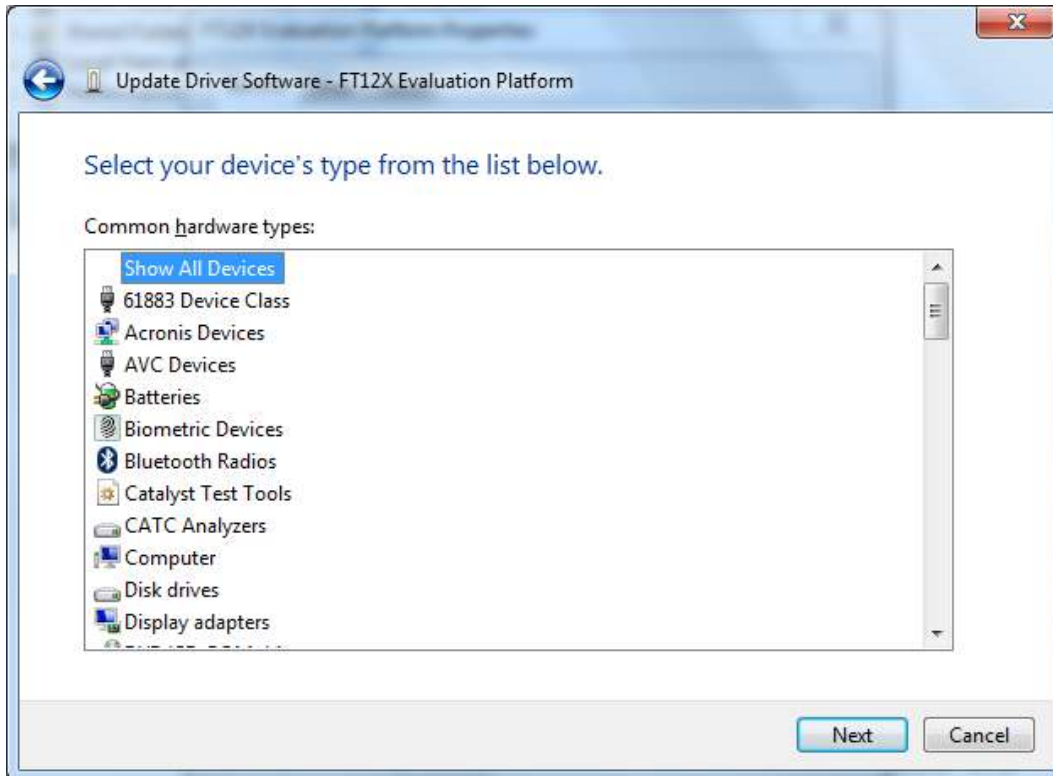 Update Driver Software - FT12X Evaluation Platform
Select your device's type from the list below.
Common hardware types:
Show All Devices
61883 Device Class
Acronis Devices
AVC Devices
Batteries
Biometric Devices
Bluetooth Radios
Catalyst Test Tools
CATC Analyzers
Computer
Disk drives
Display adapters
Next
Cancel